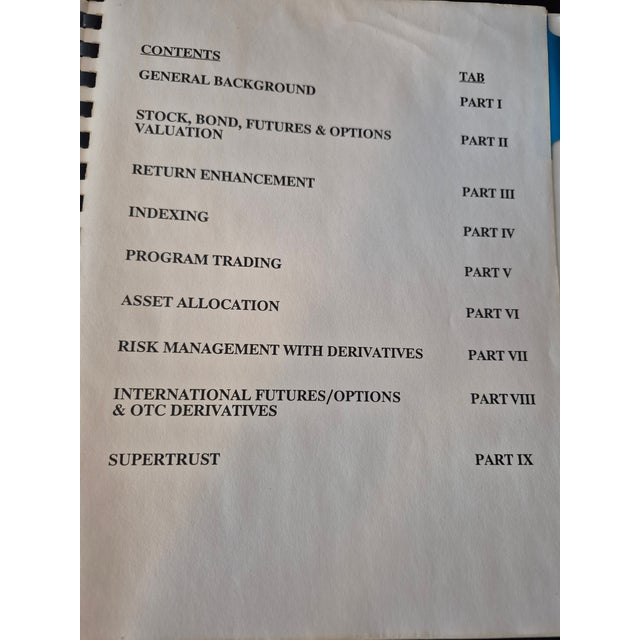 CONTENTS
TAB
GENERAL BACKGROUND
PART I
STOCK, BOND, FUTURES & OPTIONS
VALUATION
PART II
RETURN ENHANCEMENT
PART III
INDEXING
PART IV
PROGRAM TRADING
PART V
ASSET ALLOCATION
PART VI
RISK MANAGEMENT WITH DERIVATIVES
PART VII
INTERNATIONAL FUTURES/OPTIONS
& OTC DERIVATIVES
PART VIII
SUPERTRUST
PART IX